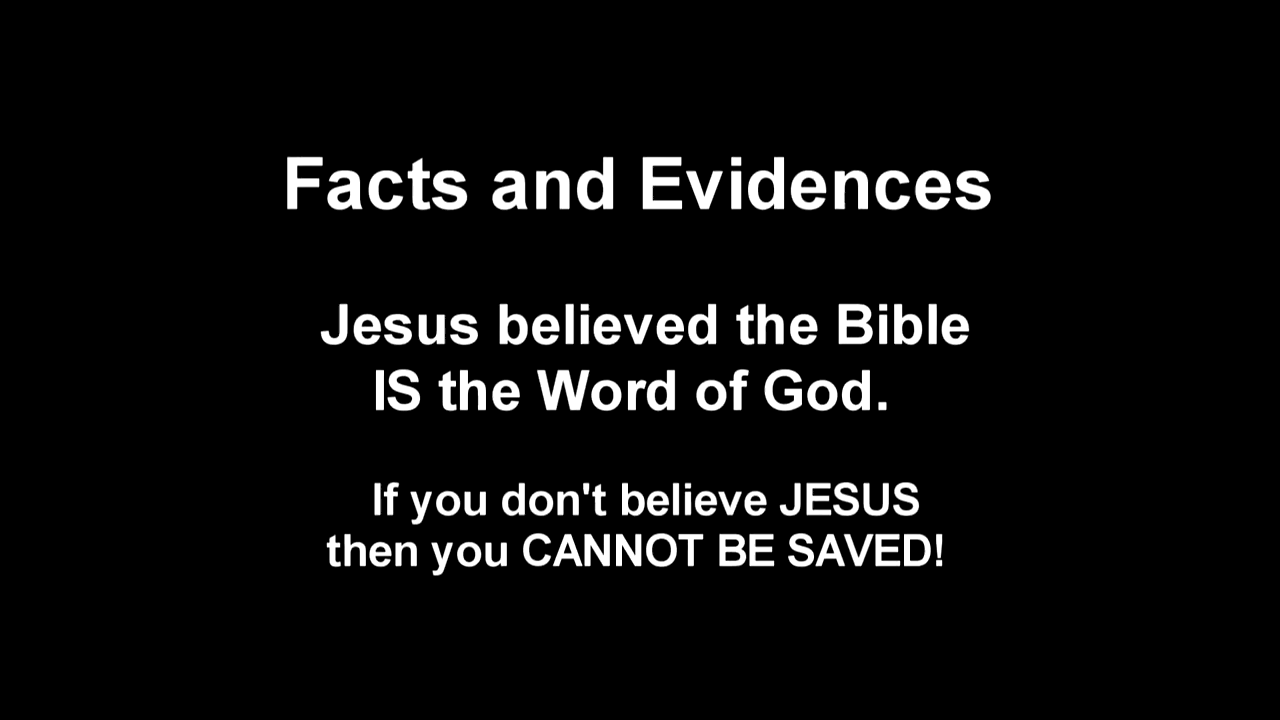 Facts and Evidences
Jesus believed the Bible
IS the Word of God.
If you don't believe JESUS
then you CANNOT BE SAVED!